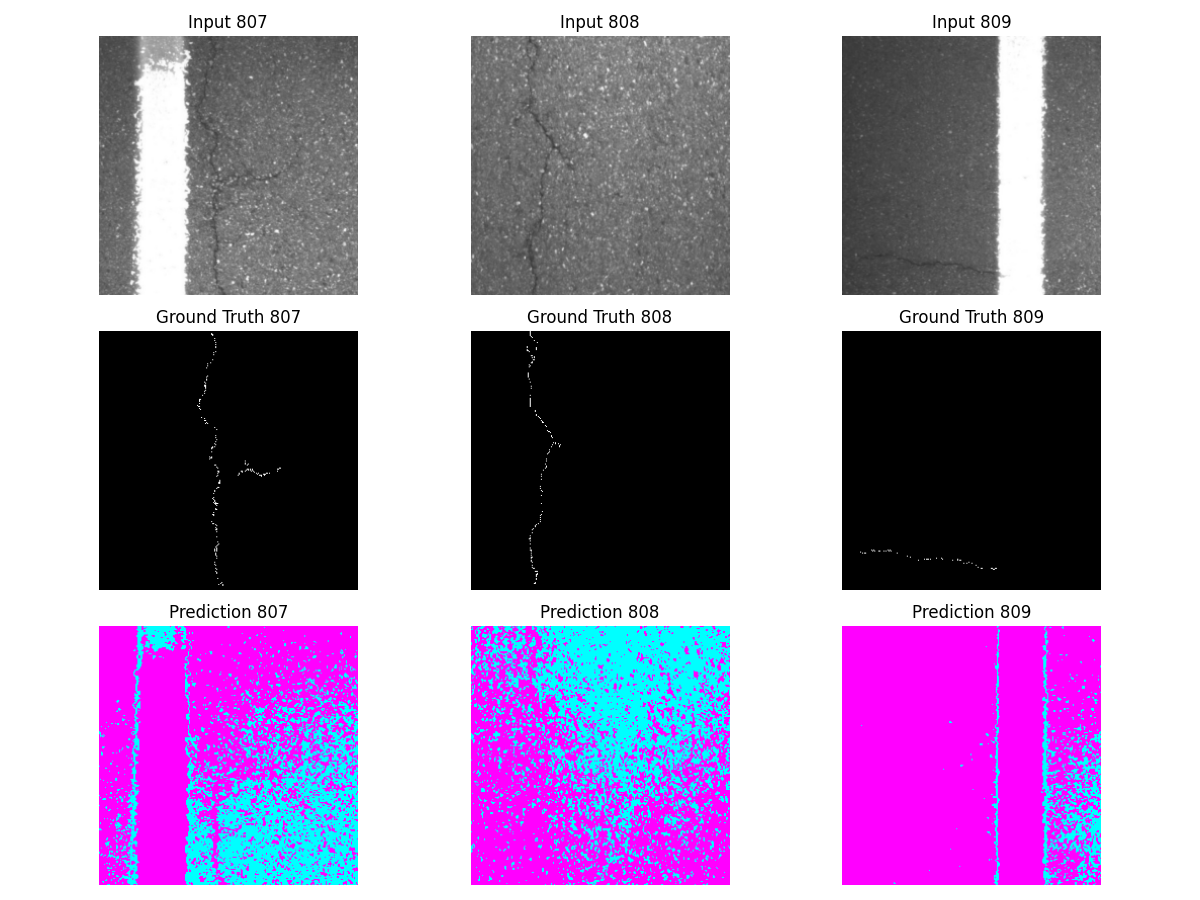 Input 807
Input 808
Input 809
Ground Truth 807
Ground Truth 808
Ground Truth 809
Prediction 807
Prediction 808
Prediction 809